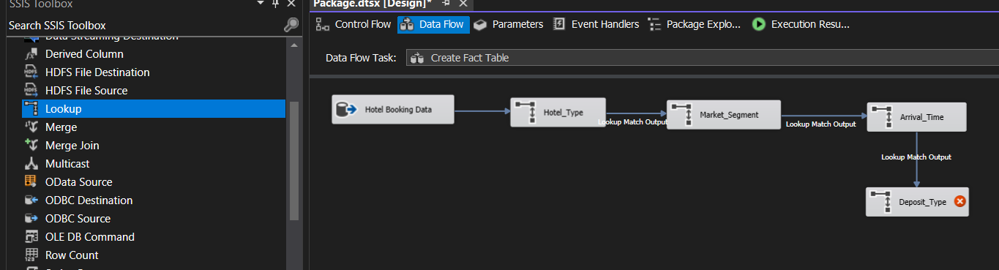 SSIS Toolbox
Search SSIS Toolbox
Data Streaming Destination
Derived Column
HDFS File Destination
HDFS File Source
Lookup
Merge
Merge Join
Multicast
OData Source
ODBC Destination
ODBC Source
OLE DB Command
Row Count
Package.dtsx [Design]*
Control Flow
Data Flow
Parameters
Event Handlers
Package Explo...
Execution Resu...
Data Flow Task:
Create Fact Table
Hotel Booking Data
Hotel_Type
Lookup Match Output
Market_Segment
Lookup Match Output
Arrival_Time
Lookup Match Output
Deposit_Type